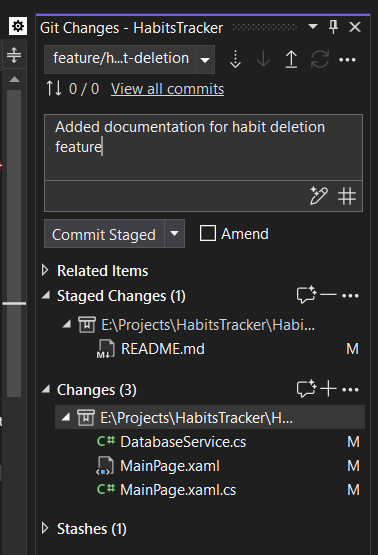 Git Changes - HabitsTracker
feature/h...t-deletion
0 / 0 View all commits
Added documentation for habit deletion
feature
Commit Staged Amend
Related Items
Staged Changes (1)
E:\Projects\HabitsTracker\Habi...
README.md M
Changes (3)
E:\Projects\HabitsTracker\H...
C# DatabaseService.cs M
MainPage.xaml M
C# MainPage.xaml.cs M
Stashes (1)